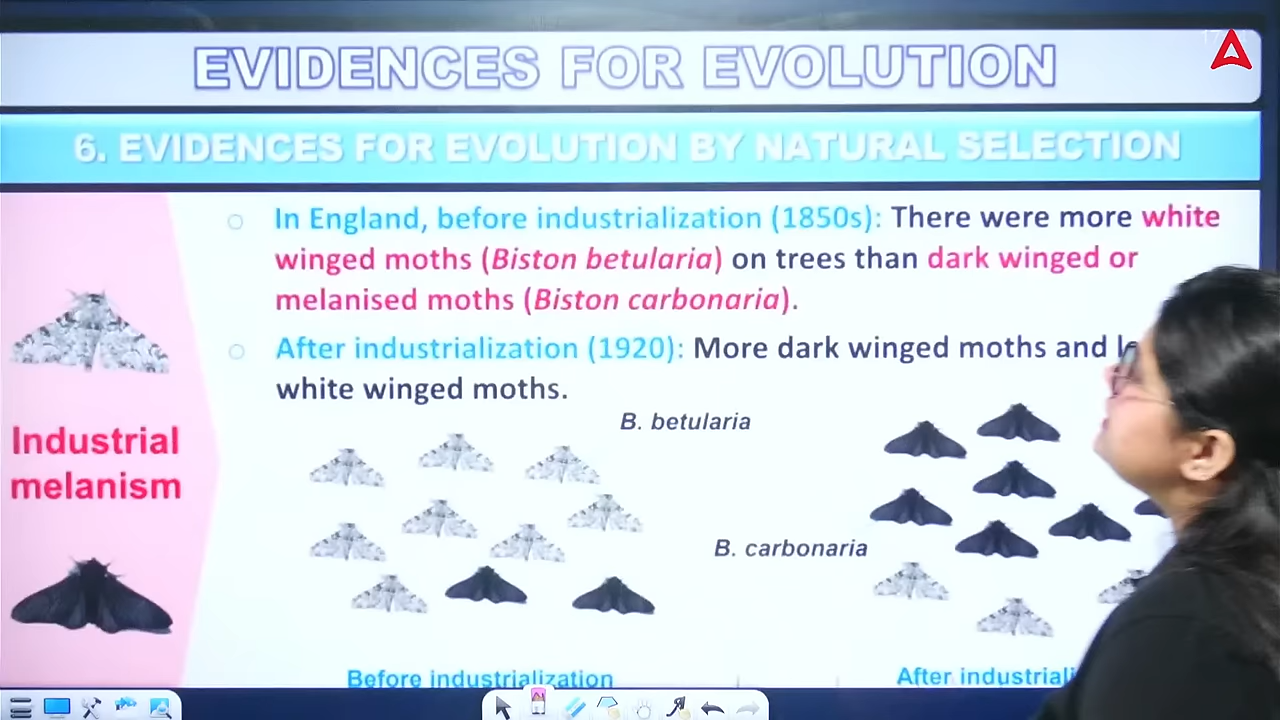 EVIDENCES FOR EVOLUTION
6. EVIDENCES FOR EVOLUTION BY NATURAL SELECTION
In England, before industrialization (1850s): There were more white
winged moths (Biston betularia) on trees than dark winged or
melanised moths (Biston carbonaria).
After industrialization (1920): More dark winged moths and
white winged moths.
Industrial
melanism
B. betularia
B. carbonaria
Before industrialization
After